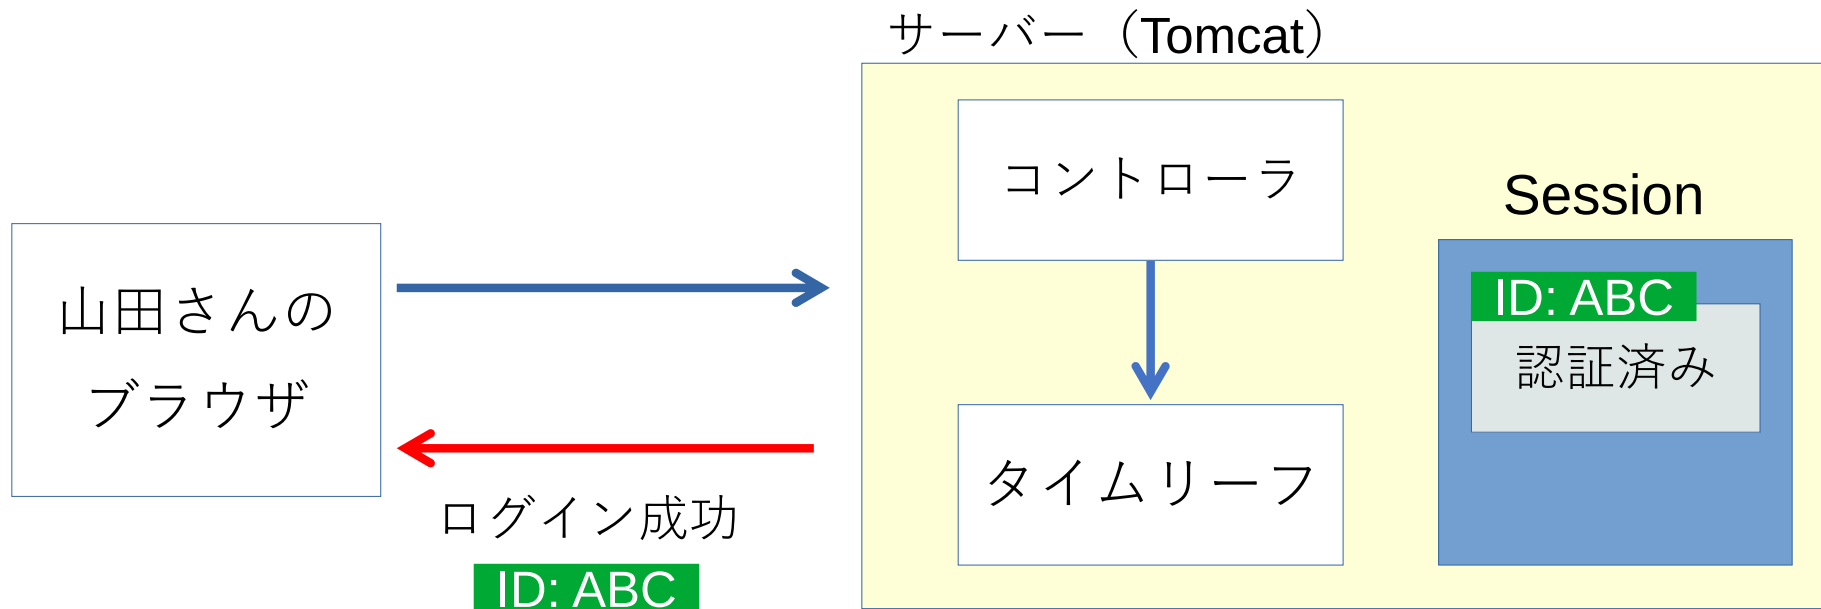 サーバー（Tomcat）
コントローラ
Session
山田さんの
ブラウザ
ID: ABC
認証済み
タイムリーフ
ログイン成功
ID: ABC